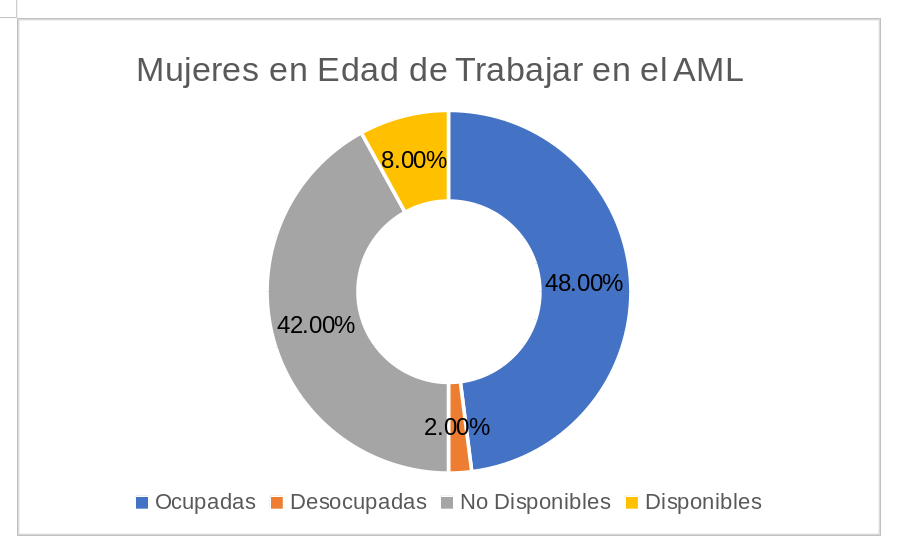 Mujeres en Edad de Trabajar en el AML
8.00%
48.00%
42.00%
2.00%
Ocupadas Desocupadas No Disponibles Disponibles